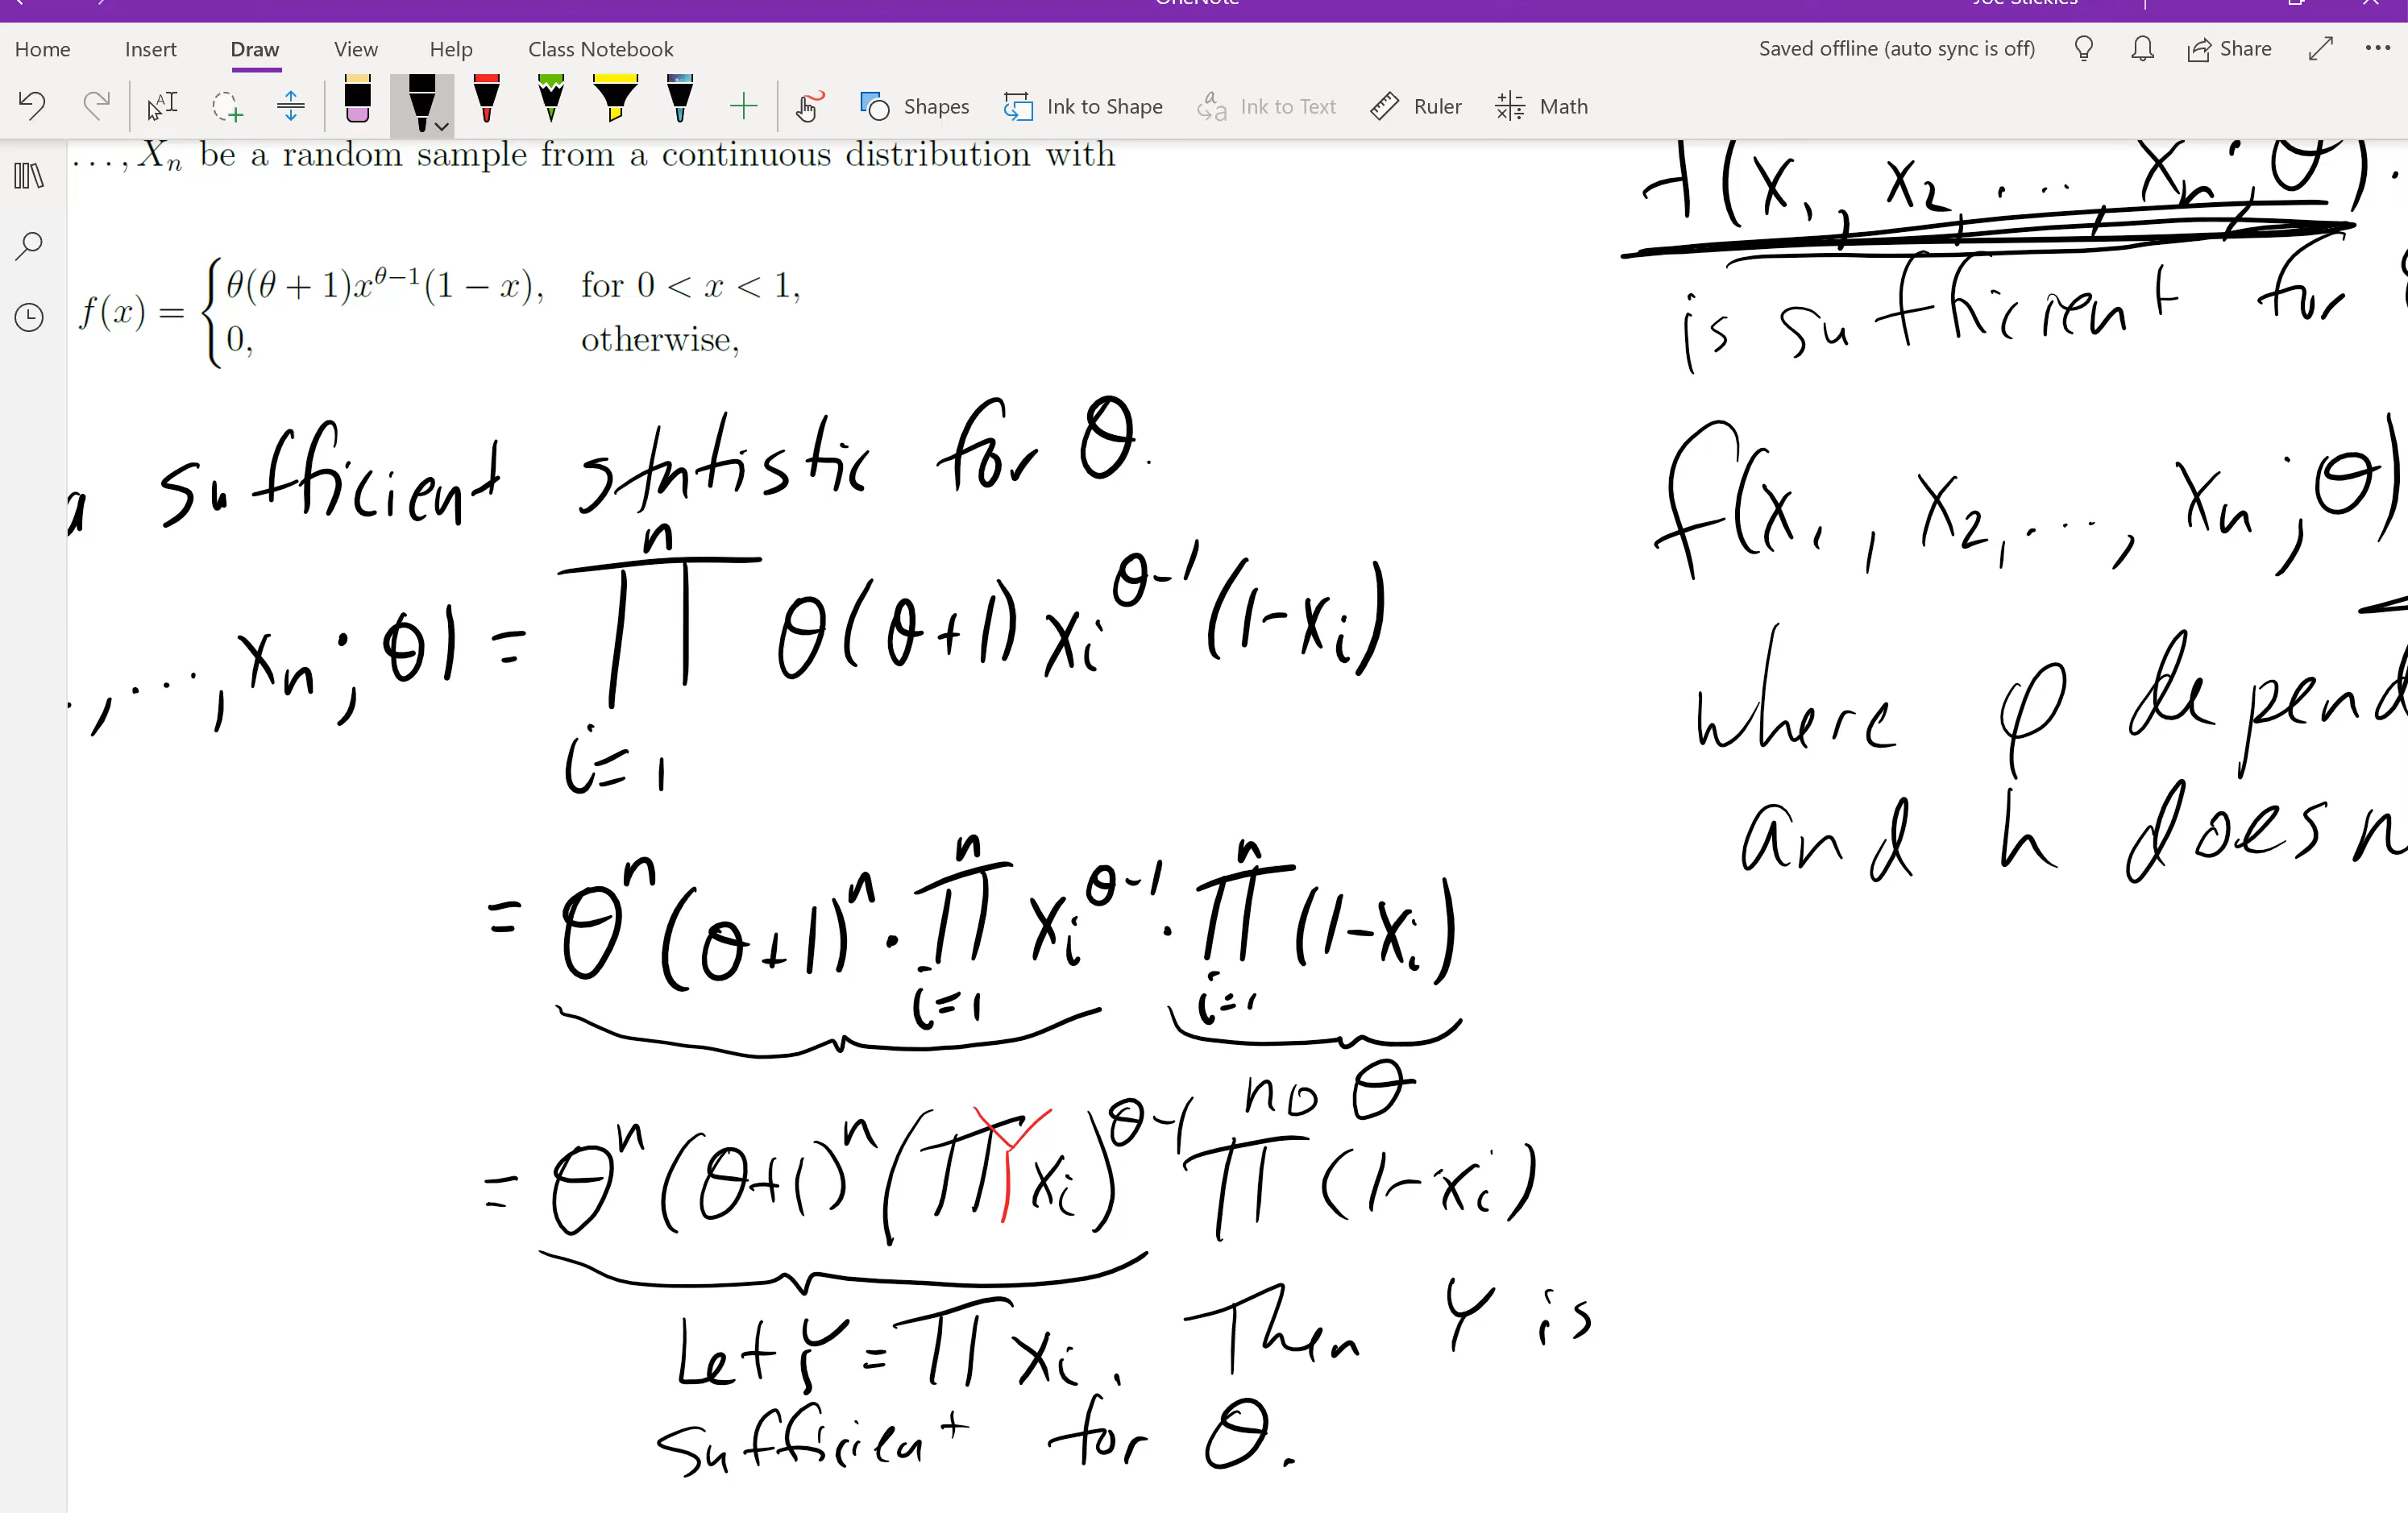 Home Insert Draw View Help Class Notebook Saved offline (auto sync is off) Share
Shapes Ink to Shape Ink to Text Ruler Math
..., Xₙ be a random sample from a continuous distribution with
f(x) = { θ(θ + 1)x^{θ−1}(1 − x), for 0 < x < 1,
0, otherwise,
a sufficient statistic for θ.
, ..., xₙ; θ) = ∏_{i=1}^{n} θ(θ+1) xᵢ^{θ-1} (1-xᵢ)
= θⁿ(θ+1)ⁿ · ∏_{i=1}^{n} xᵢ^{θ-1} · ∏_{i=1}^{n} (1-xᵢ)
no θ
= θⁿ(θ+1)ⁿ (∏ xᵢ)^{θ-1} ∏ (1-xᵢ)
Y
Let Y = ∏ xᵢ. Then Y is
sufficient for θ.
f(x₁, x₂, ..., xₙ; θ).
is sufficient for
f(x₁, x₂, ..., xₙ; θ)
where φ depend
and h does n